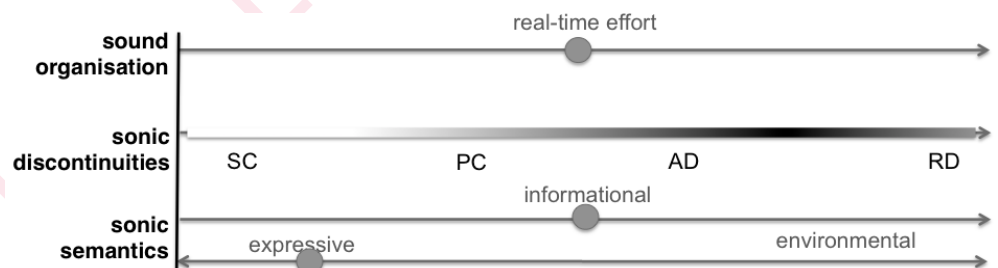 real-time effort
sound
organisation
sonic
discontinuities
SC PC AD RD
informational
sonic
semantics
expressive
environmental